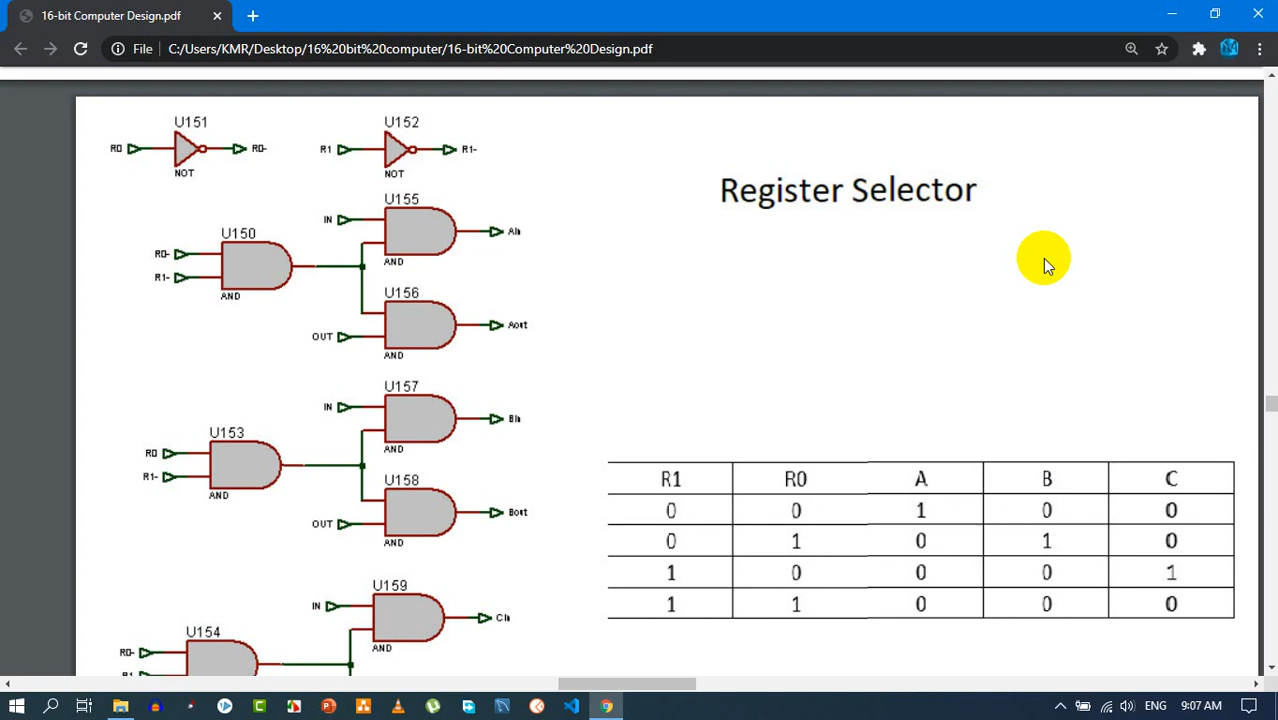 16-bit Computer Design.pdf
File C:/Users/KMR/Desktop/16%20bit%20computer/16-bit%20Computer%20Design.pdf
U151 U152
R0 R0- R1 R1-
NOT NOT
Register Selector
U155
IN
AIn
AND
U150
R0-
R1-
AND
U156
Aout
OUT
AND
U157
IN
BIn
AND
U153
R0
R1-
AND
U158
Bout
OUT
AND
U159
IN
CIn
AND
U154
R0-
R1 R0 A B C
0 0 1 0 0
0 1 0 1 0
1 0 0 0 1
1 1 0 0 0
ENG 9:07 AM